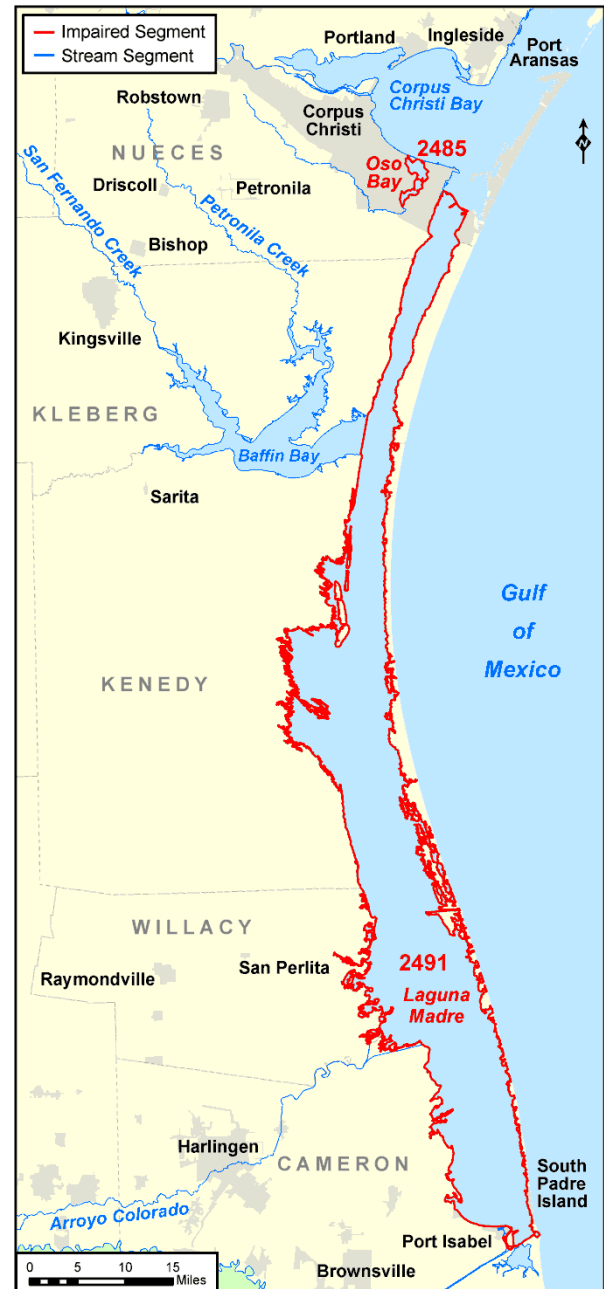 Impaired Segment
Stream Segment
Portland
Ingleside
Port
Aransas
Corpus
Christi Bay
Robstown
Corpus
Christi
2485
NUECES
Oso
Bay
San Fernando Creek
Driscoll
Petronila
Petronila Creek
Bishop
Kingsville
KLEBERG
Baffin Bay
Sarita
Gulf
of
Mexico
KENEDY
WILLACY
San Perlita
2491
Raymondville
Laguna
Madre
Harlingen
CAMERON
South
Padre
Island
Arroyo Colorado
Port Isabel
Brownsville
0 5 10 15
Miles
N